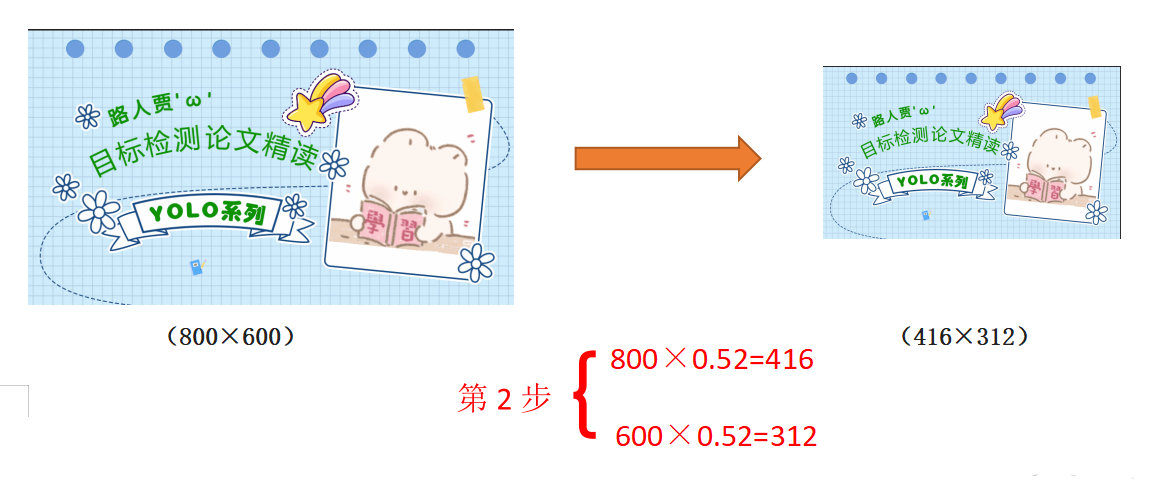 路人贾'ω'
目标检测论文精读
YOLO系列
學習
路人贾'ω'
目标检测论文精读
YOLO系列
學習
（800×600）
（416×312）
第 2 步
800×0.52=416
600×0.52=312